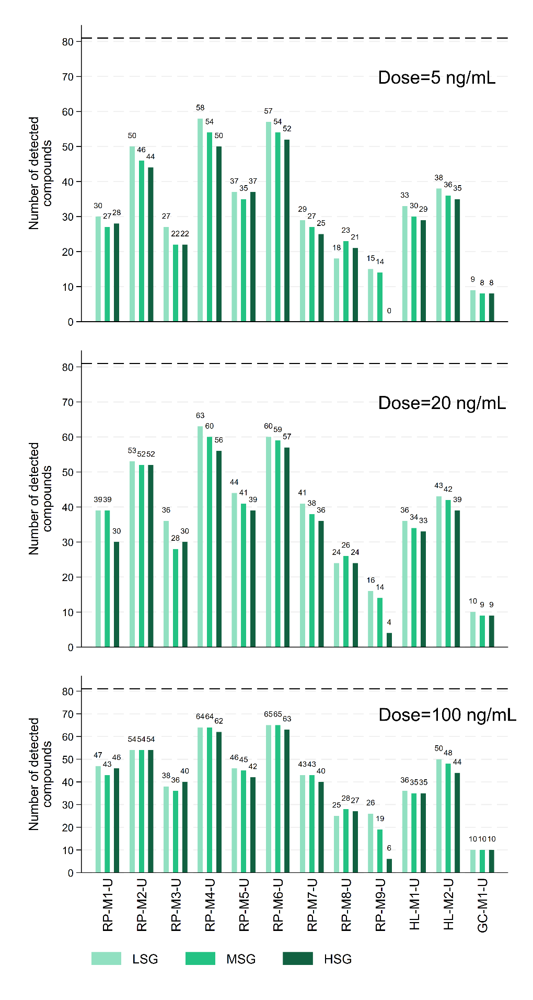 80
70
60
50
40
30
20
10
0
Number of detected
compounds
Dose=5 ng/mL
30 27 28
50 46 44
27 22 22
58 54 50
37 35 37
57 54 52
29 27 25
18 23 21
15 14 0
33 30 29
38 36 35
9 8 8
80
70
60
50
40
30
20
10
0
Number of detected
compounds
Dose=20 ng/mL
39 39 30
53 52 52
36 28 30
63 60 56
44 41 39
60 59 57
41 38 36
24 26 24
16 14 4
36 34 33
43 42 39
10 9 9
80
70
60
50
40
30
20
10
0
Number of detected
compounds
Dose=100 ng/mL
47 43 46
54 54 54
38 36 40
64 64 62
46 45 42
65 65 63
43 43 40
25 28 27
26 19 6
36 35 35
50 48 44
10 10 10
RP-M1-U
RP-M2-U
RP-M3-U
RP-M4-U
RP-M5-U
RP-M6-U
RP-M7-U
RP-M8-U
RP-M9-U
HL-M1-U
HL-M2-U
GC-M1-U
LSG MSG HSG